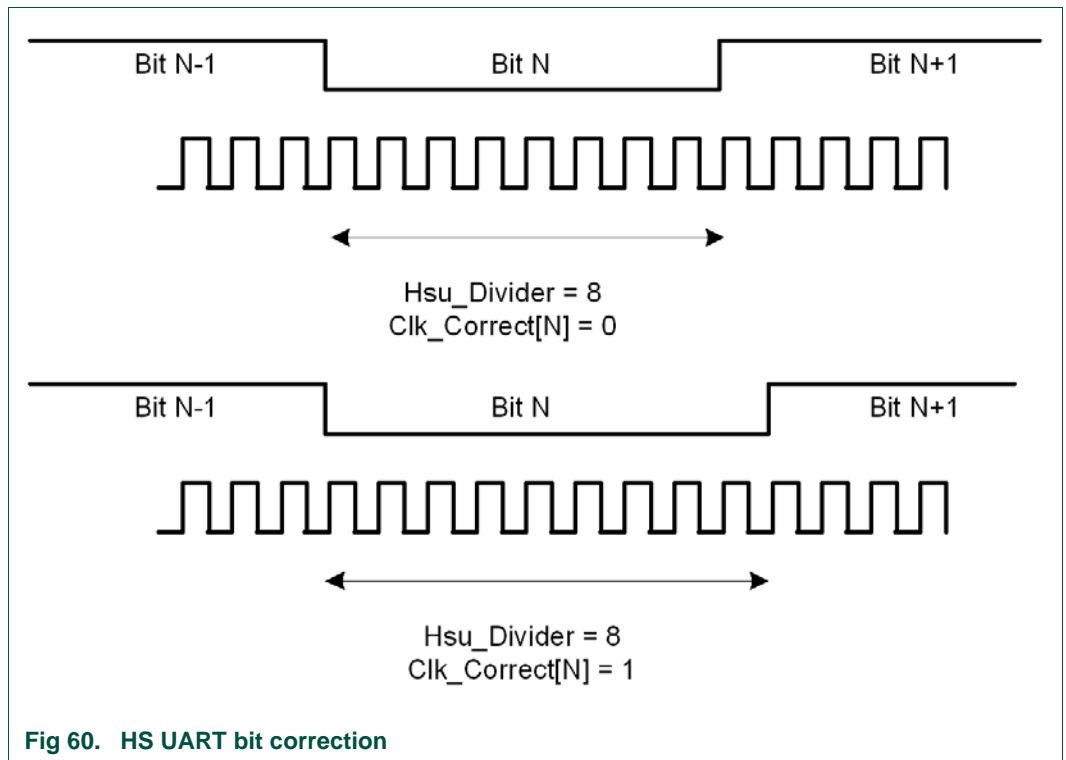 Bit N-1 Bit N Bit N+1
Hsu_Divider = 8
Clk_Correct[N] = 0
Bit N-1 Bit N Bit N+1
Hsu_Divider = 8
Clk_Correct[N] = 1
Fig 60. HS UART bit correction